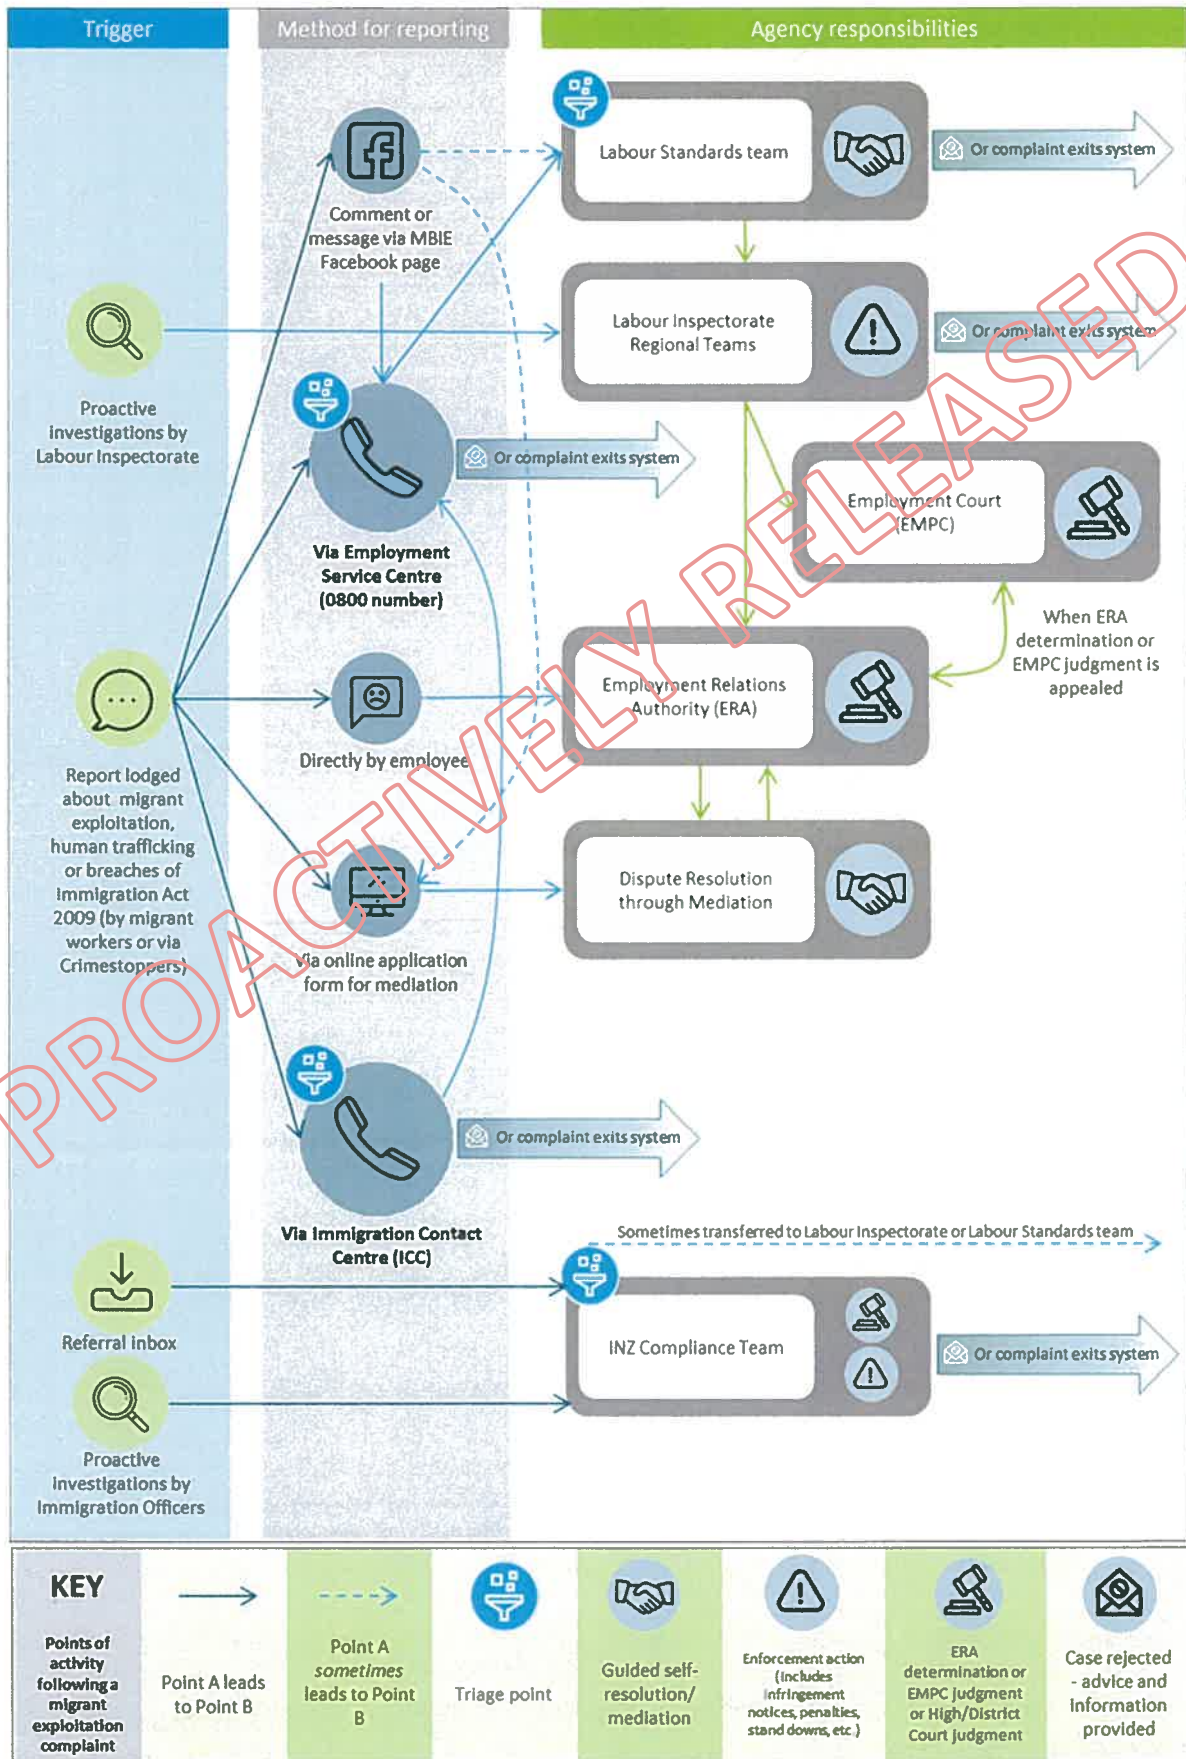 Trigger
Method for reporting
Agency responsibilities
Comment or
message via MBIE
Facebook page
Labour Standards team
Or complaint exits system
Proactive
investigations by
Labour Inspectorate
Labour Inspectorate
Regional Teams
Or complaint exits system
Via Employment
Service Centre
(0800 number)
Or complaint exits system
Employment Court
(EMPC)
When ERA
determination or
EMPC judgment is
appealed
Report lodged
about migrant
exploitation,
human trafficking
or breaches of
Immigration Act
2009 (by migrant
workers or via
Crimestoppers)
Directly by employee
Employment Relations
Authority (ERA)
Via online application
form for mediation
Dispute Resolution
through Mediation
Via Immigration Contact
Centre (ICC)
Or complaint exits system
Sometimes transferred to Labour Inspectorate or Labour Standards team
Referral inbox
INZ Compliance Team
Or complaint exits system
Proactive
investigations by
Immigration Officers
PROACTIVELY RELEASED
KEY
Points of
activity
following a
migrant
exploitation
complaint
Point A leads
to Point B
Point A
sometimes
leads to Point
B
Triage point
Guided self-
resolution/
mediation
Enforcement action
(includes
infringement
notices, penalties,
stand downs, etc.)
ERA
determination or
EMPC judgment
or High/District
Court judgment
Case rejected
- advice and
information
provided